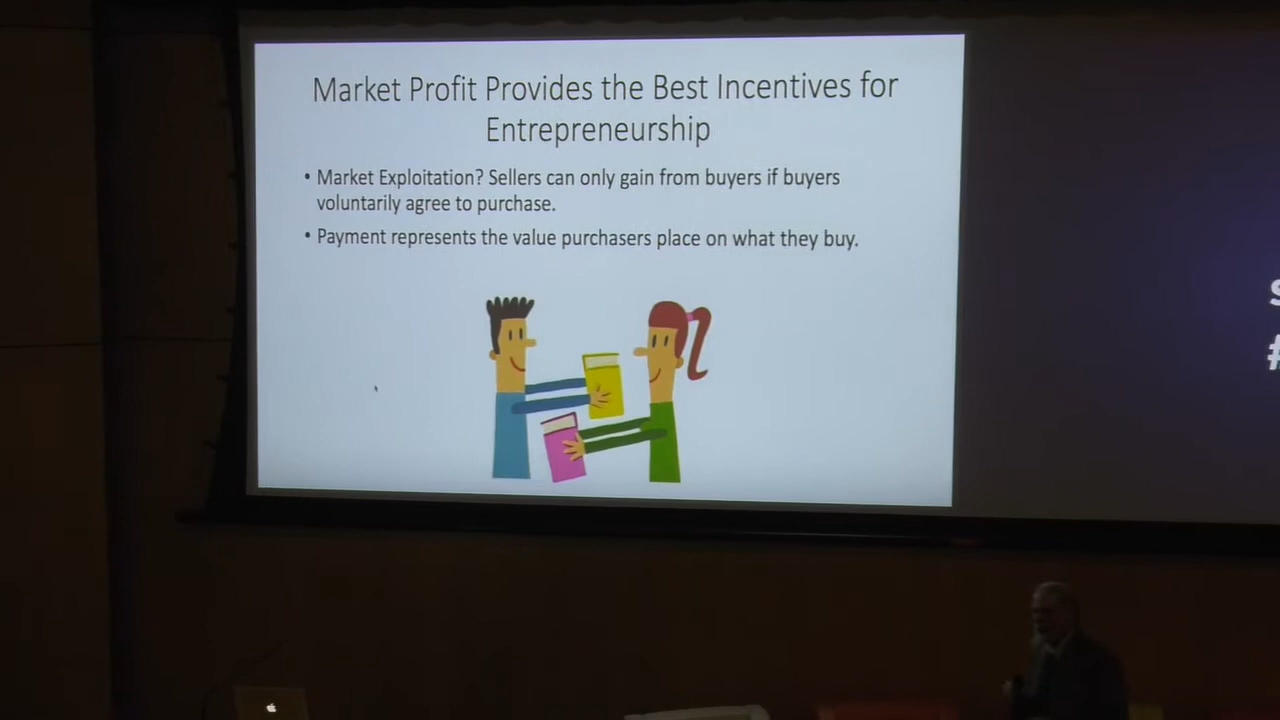 Market Profit Provides the Best Incentives for
Entrepreneurship
• Market Exploitation? Sellers can only gain from buyers if buyers
voluntarily agree to purchase.
• Payment represents the value purchasers place on what they buy.
#